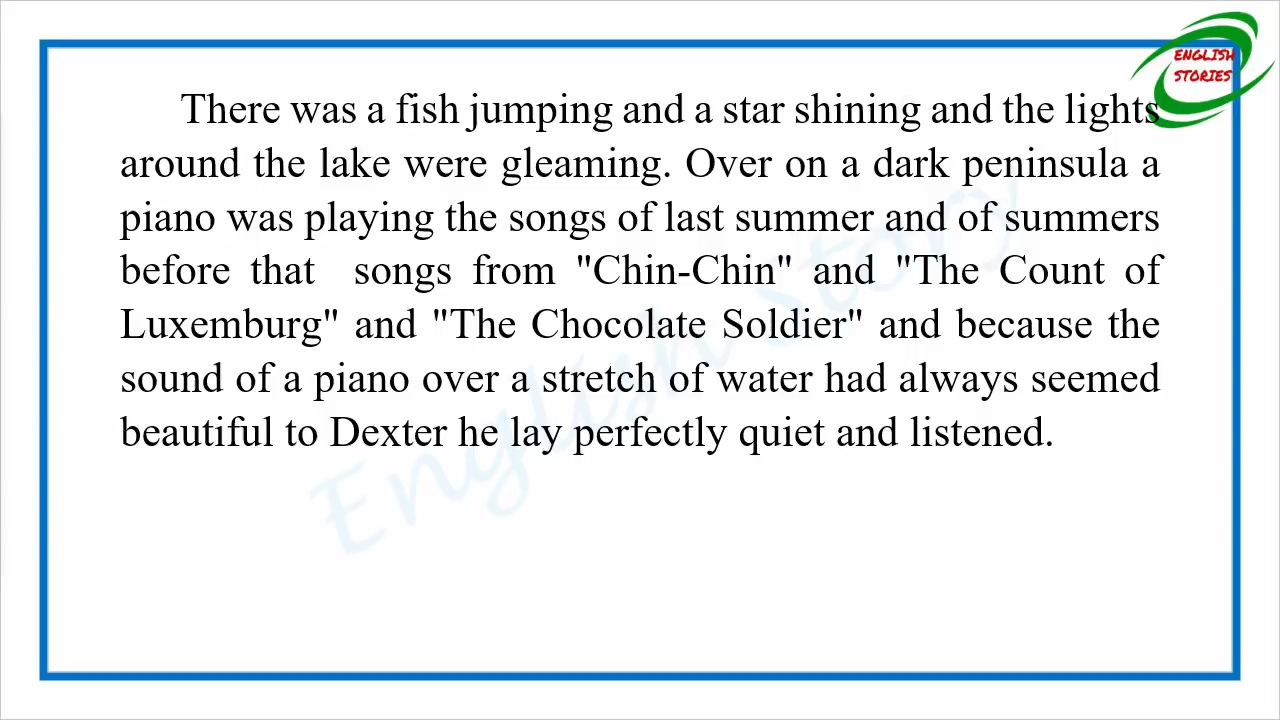 ENGLISH
STORIES
There was a fish jumping and a star shining and the lights
around the lake were gleaming. Over on a dark peninsula a
piano was playing the songs of last summer and of summers
before that  songs from "Chin-Chin" and "The Count of
Luxemburg" and "The Chocolate Soldier" and because the
sound of a piano over a stretch of water had always seemed
beautiful to Dexter he lay perfectly quiet and listened.
English Story